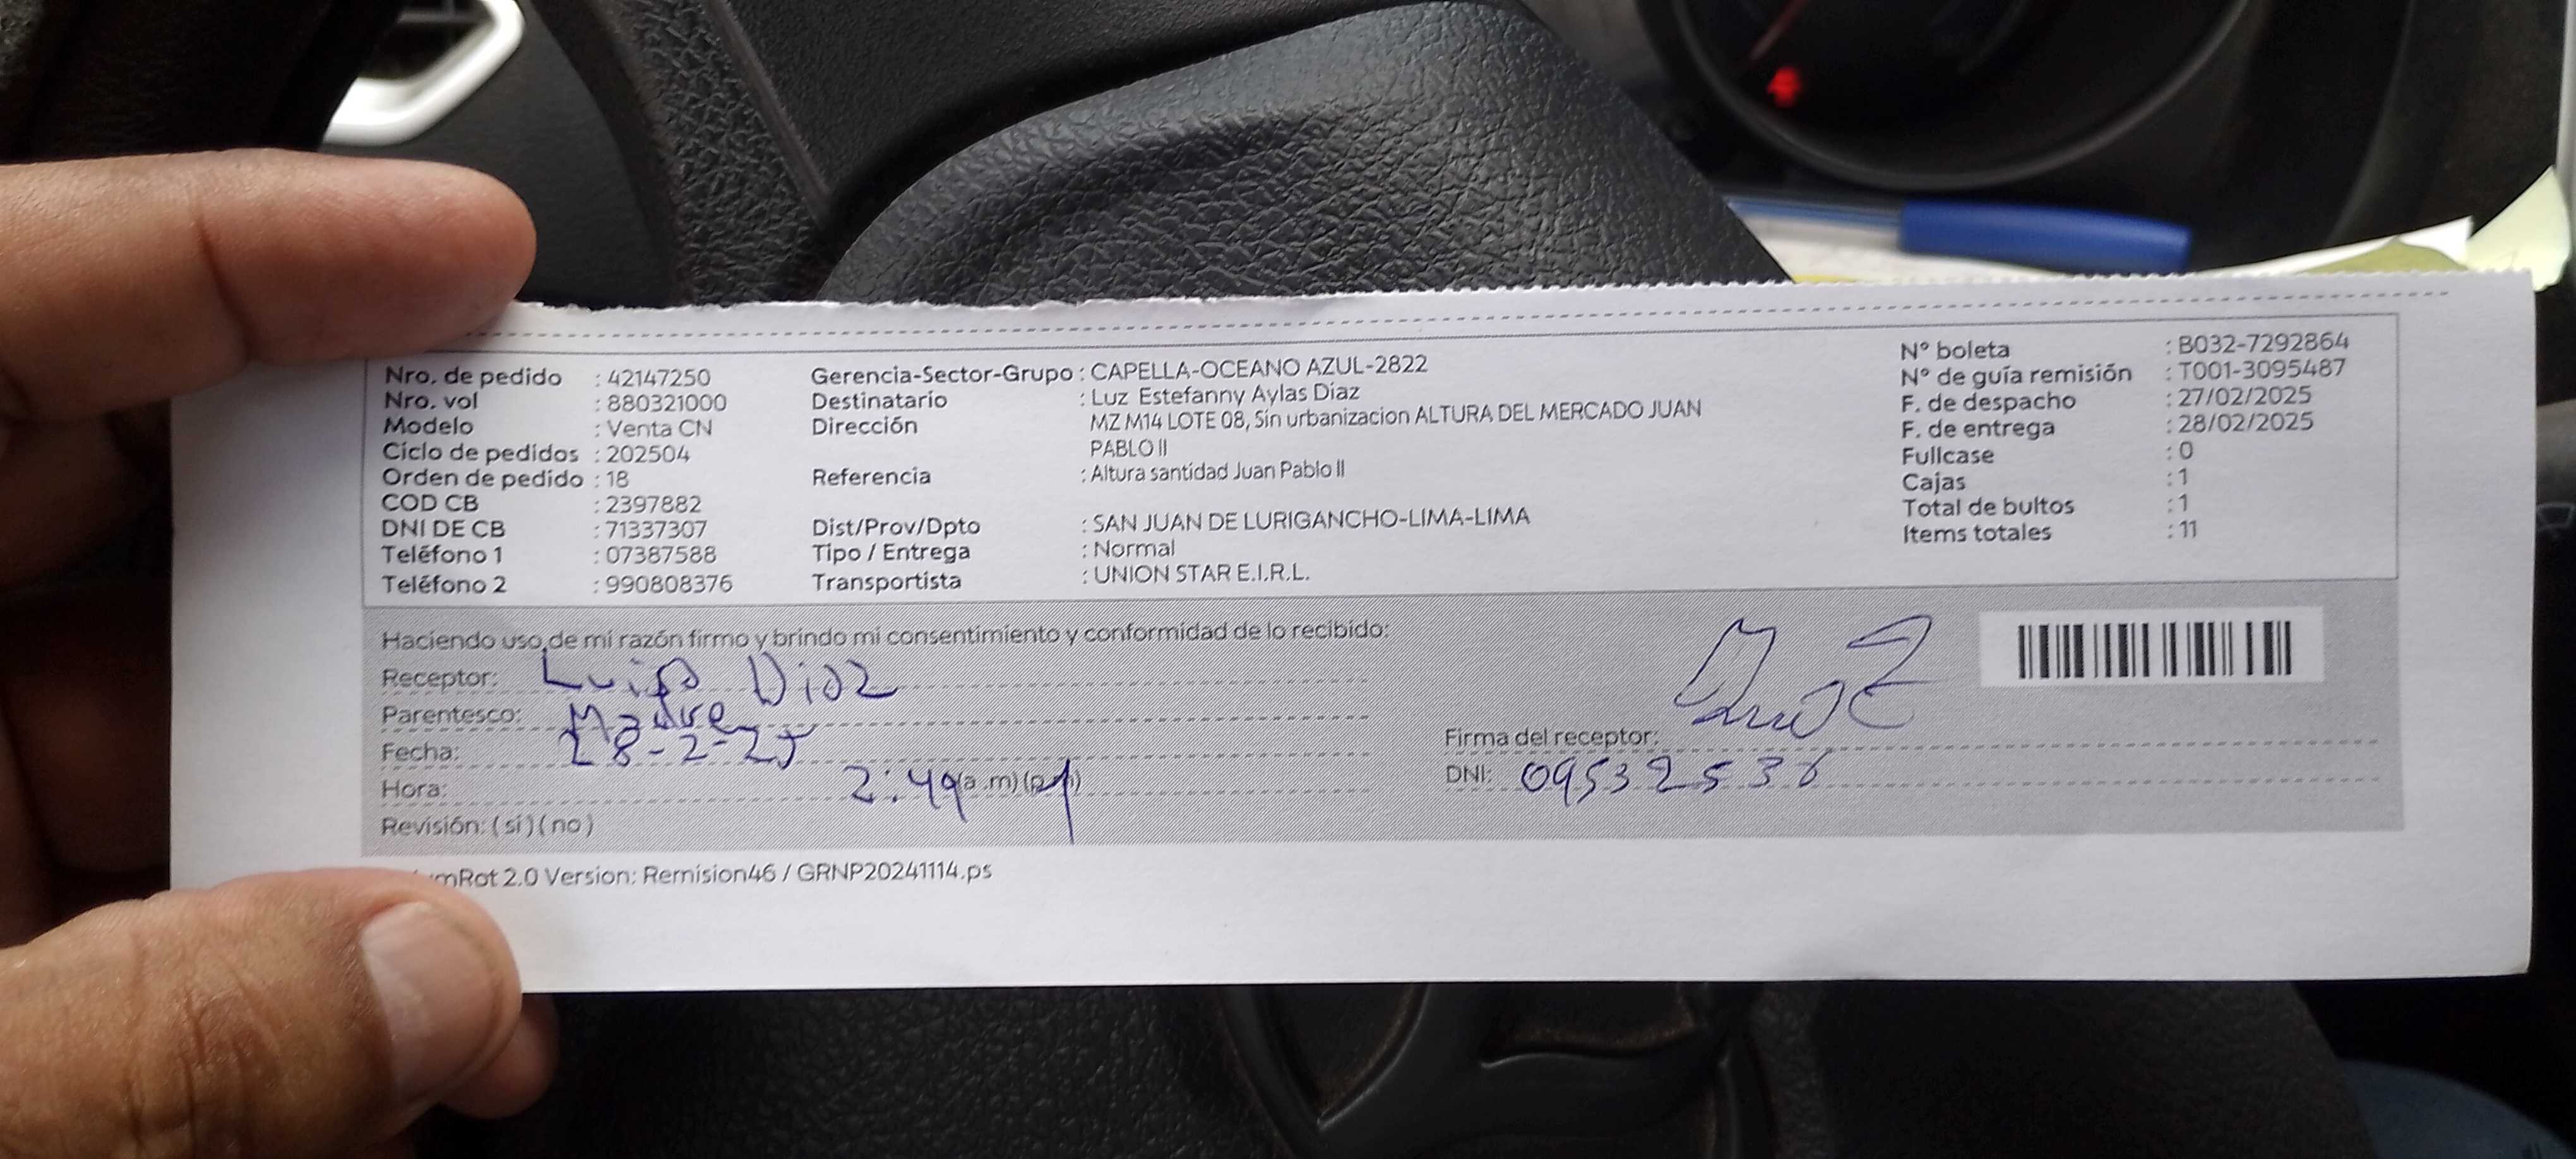 Nro. de pedido : 42147250
Nro. vol : 880321000
Modelo : Venta CN
Ciclo de pedidos : 202504
Orden de pedido : 18
COD CB : 2397882
DNI DE CB : 71337307
Teléfono 1 : 07387588
Teléfono 2 : 990808376
Gerencia-Sector-Grupo : CAPELLA-OCEANO AZUL-2822
Destinatario : Luz Estefanny Aylas Diaz
Dirección MZ M14 LOTE 08, Sin urbanizacion ALTURA DEL MERCADO JUAN
PABLO II
Referencia : Altura santidad Juan Pablo II
Dist/Prov/Dpto : SAN JUAN DE LURIGANCHO-LIMA-LIMA
Tipo / Entrega : Normal
Transportista : UNION STAR E.I.R.L.
N° boleta : B032-7292864
N° de guía remisión : T001-3095487
F. de despacho : 27/02/2025
F. de entrega : 28/02/2025
Fullcase : 0
Cajas : 1
Total de bultos : 1
Items totales : 11
Haciendo uso de mi razón firmo y brindo mi consentimiento y conformidad de lo recibido:
Receptor: Luisa Diaz
Parentesco: Madre
Fecha: 28-2-25
Hora: 2:49 (a.m) (p.m)
Revisión: (si) (no)
Firma del receptor:
DNI: 09532536
mRot 2.0 Version: Remision46 / GRNP20241114.ps